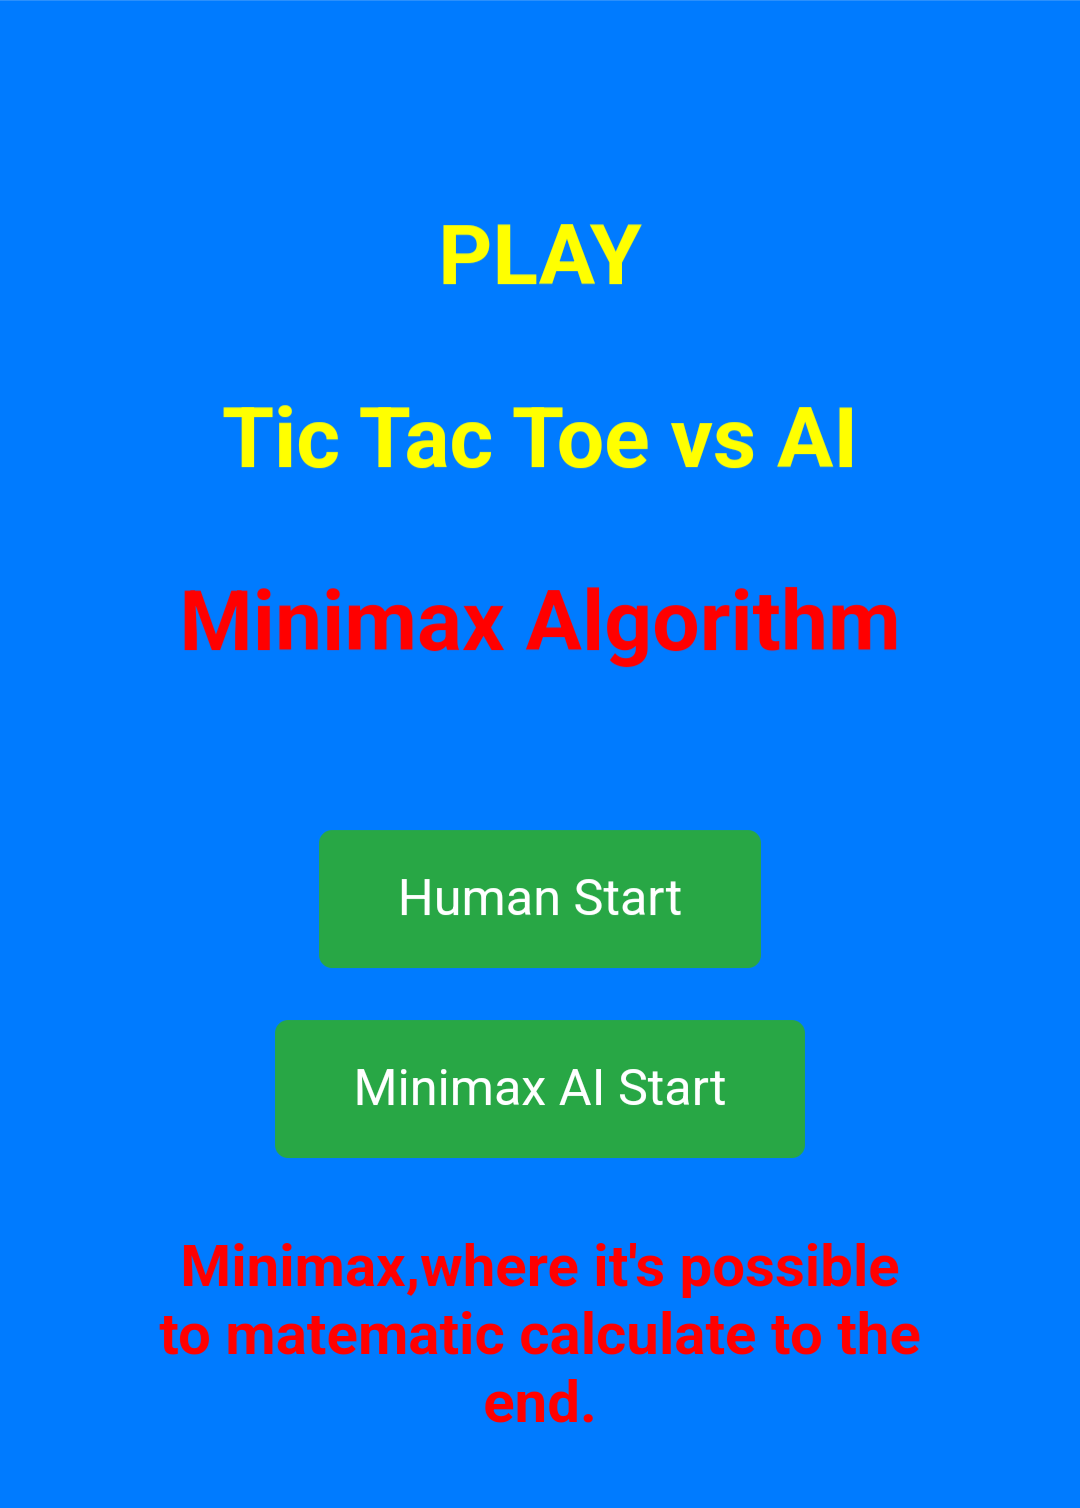 PLAY
Tic Tac Toe vs AI
Minimax Algorithm
Human Start
Minimax AI Start
Minimax,where it's possible
to matematic calculate to the
end.